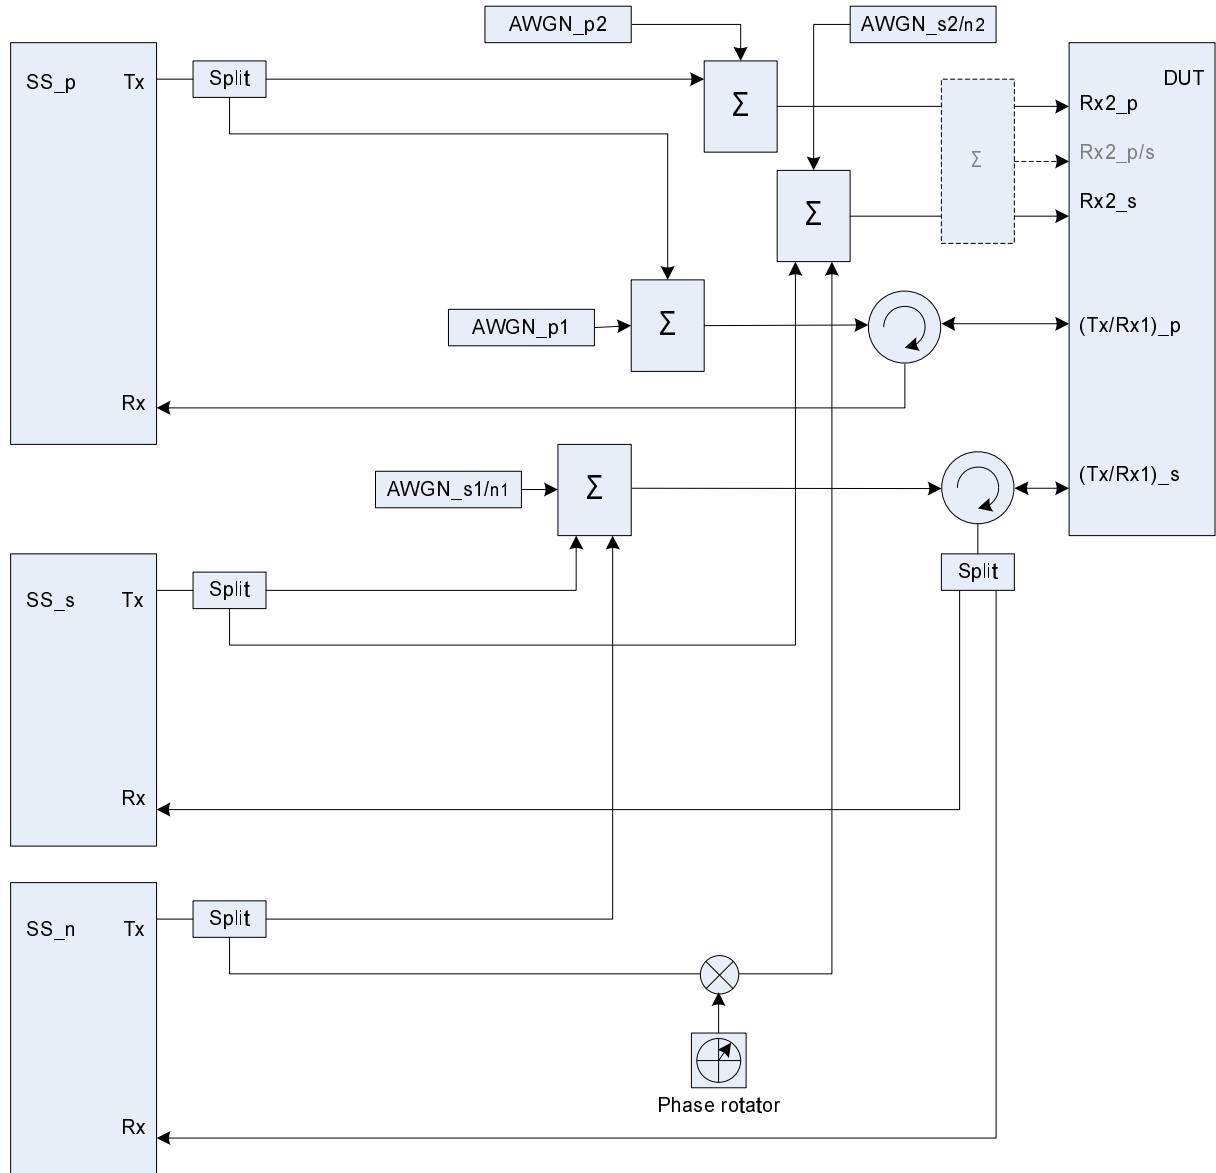 AWGN_p2
AWGN_s2/n2
SS_p
Tx
Split
Σ
DUT
Rx2_p
Σ
Rx2_p/s
Σ
Rx2_s
AWGN_p1
Σ
(Tx/Rx1)_p
Rx
AWGN_s1/n1
Σ
(Tx/Rx1)_s
Split
SS_s
Tx
Split
Rx
SS_n
Tx
Split
Phase rotator
Rx